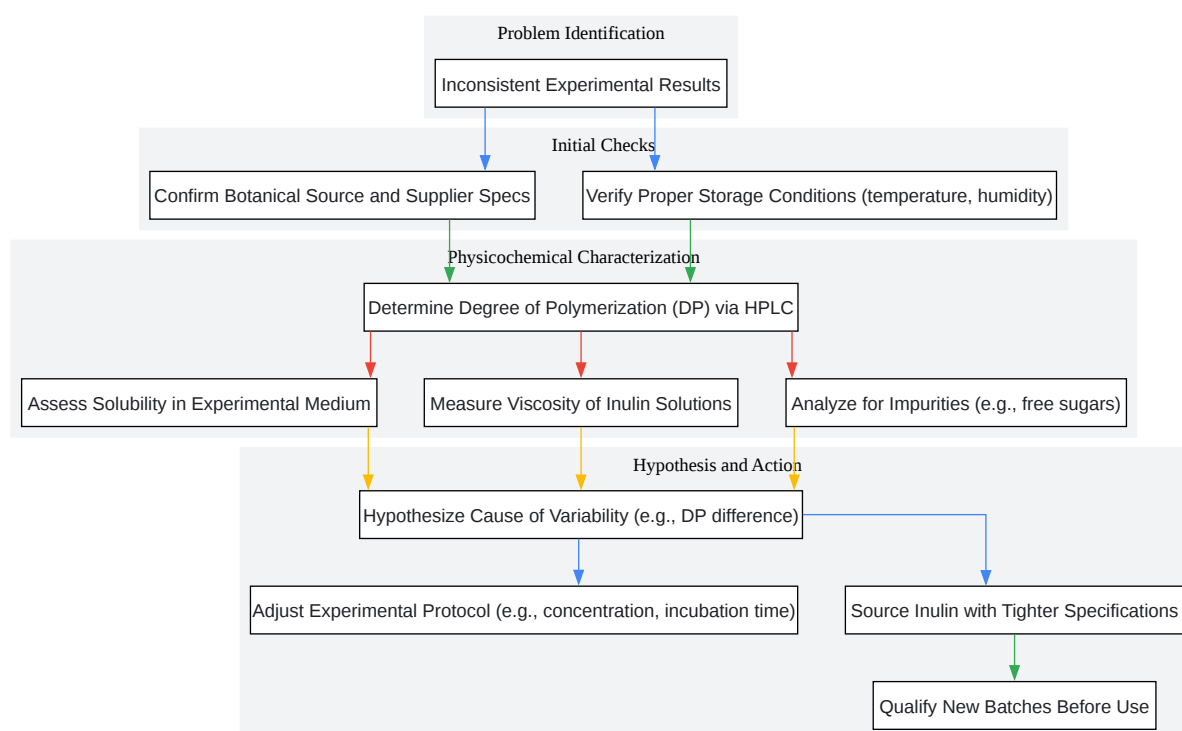 Problem Identification
Inconsistent Experimental Results
Initial Checks
Confirm Botanical Source and Supplier Specs
Verify Proper Storage Conditions (temperature, humidity)
Physicochemical Characterization
Determine Degree of Polymerization (DP) via HPLC
Assess Solubility in Experimental Medium
Measure Viscosity of Inulin Solutions
Analyze for Impurities (e.g., free sugars)
Hypothesis and Action
Hypothesize Cause of Variability (e.g., DP difference)
Adjust Experimental Protocol (e.g., concentration, incubation time)
Source Inulin with Tighter Specifications
Qualify New Batches Before Use